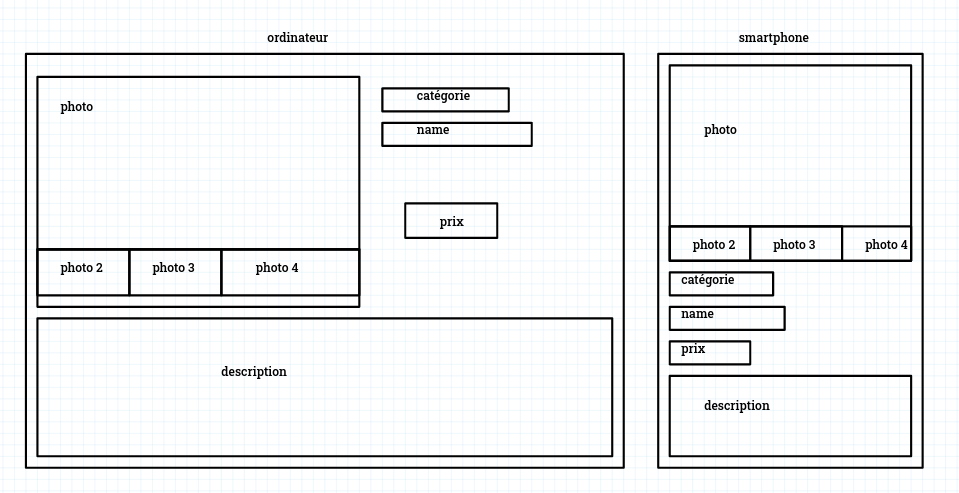 ordinateur
photo
catégorie
name
prix
photo 2
photo 3
photo 4
description
smartphone
photo
photo 2
photo 3
photo 4
catégorie
name
prix
description